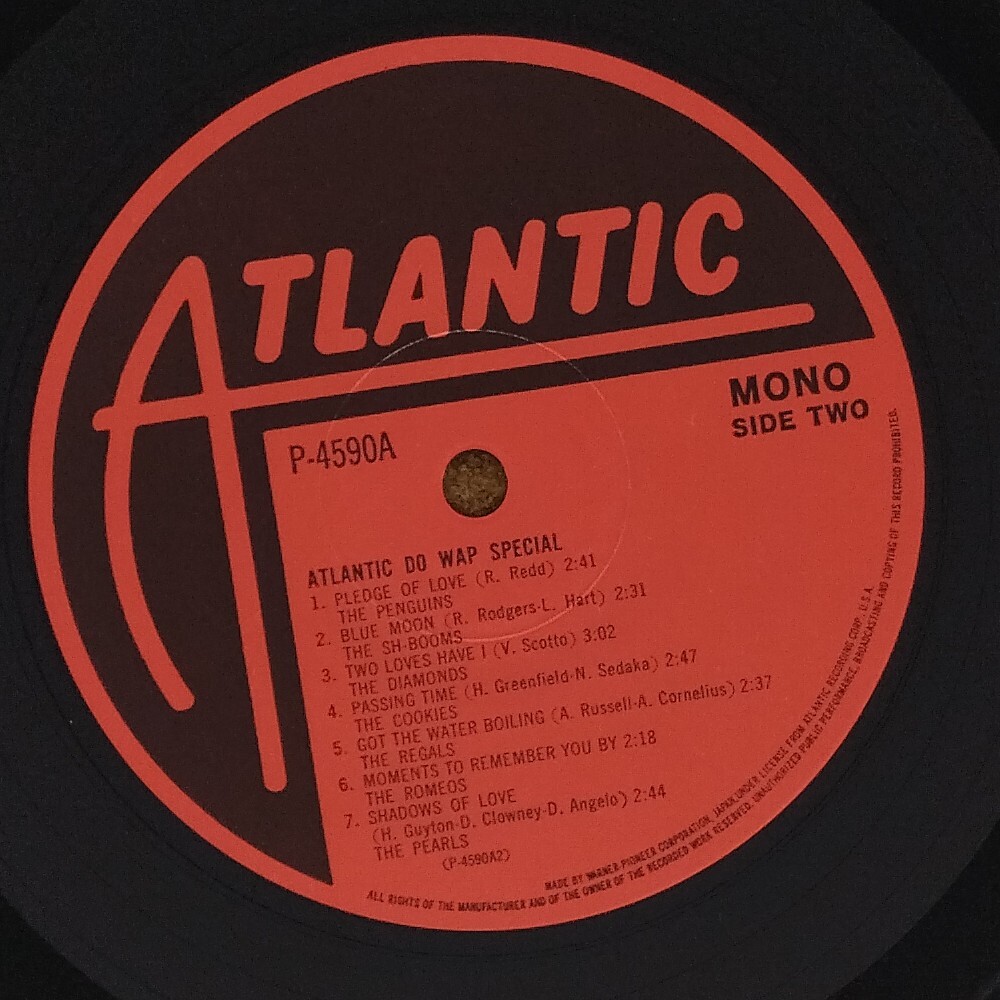 ATLANTIC
MONO
SIDE TWO
P-4590A
ATLANTIC DO WAP SPECIAL
1. PLEDGE OF LOVE (R. Redd) 2:41
THE PENGUINS
2. BLUE MOON (R. Rodgers-L. Hart) 2:31
THE SH-BOOMS
3. TWO LOVES HAVE I (V. Scotto) 3:02
THE DIAMONDS
4. PASSING TIME (H. Greenfield-N. Sedaka) 2:47
THE COOKIES
5. GOT THE WATER BOILING (A. Russell-A. Cornelius) 2:37
THE REGALS
6. MOMENTS TO REMEMBER YOU BY 2:18
THE ROMEOS
7. SHADOWS OF LOVE
(H. Guyton-D. Clowney-D. Angelo) 2:44
THE PEARLS
(P-4590A2)
MADE BY WARNER-PIONEER CORPORATION, JAPAN UNDER LICENSE FROM ATLANTIC RECORDING CORP., U.S.A.
ALL RIGHTS OF THE MANUFACTURER AND OF THE OWNER OF THE RECORDED WORK RESERVED. UNAUTHORIZED PUBLIC PERFORMANCE, BROADCASTING AND COPYING OF THIS RECORD PROHIBITED.